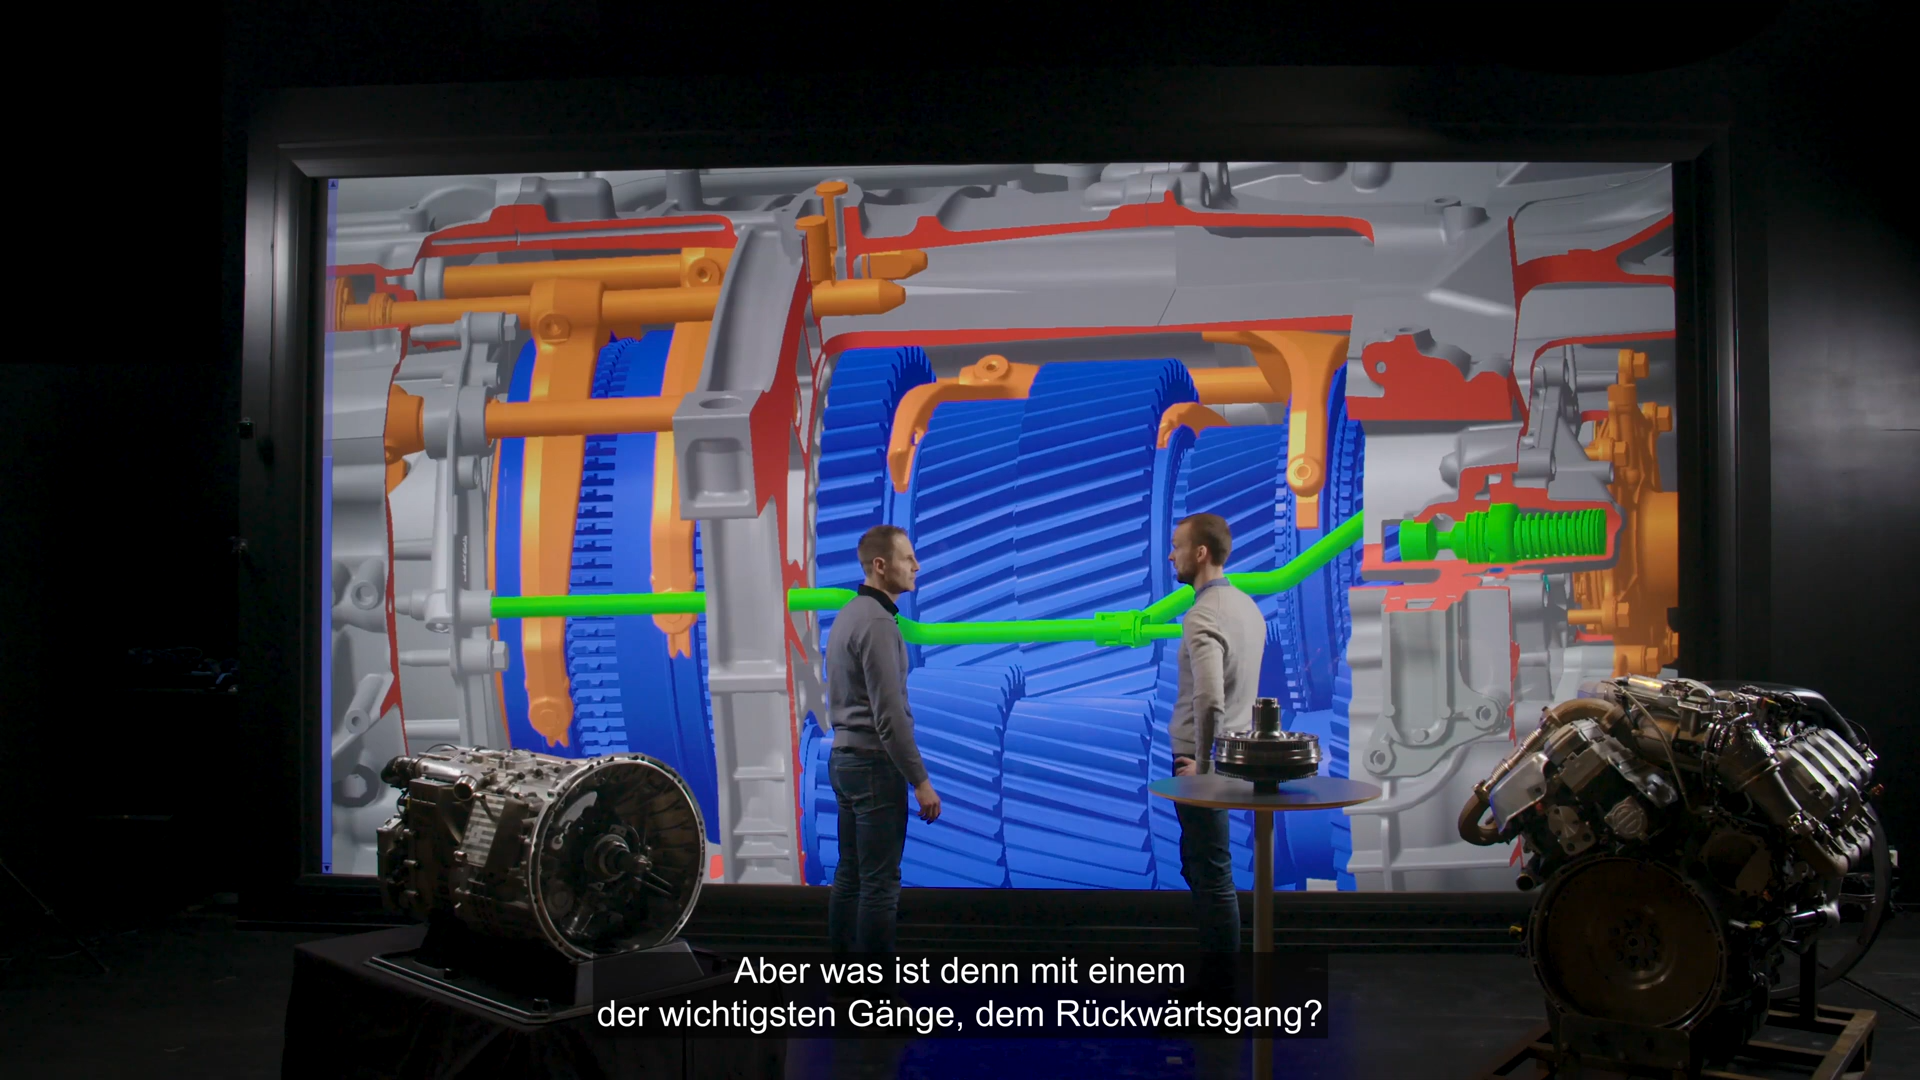 Aber was ist denn mit einem
der wichtigsten Gänge, dem Rückwärtsgang?